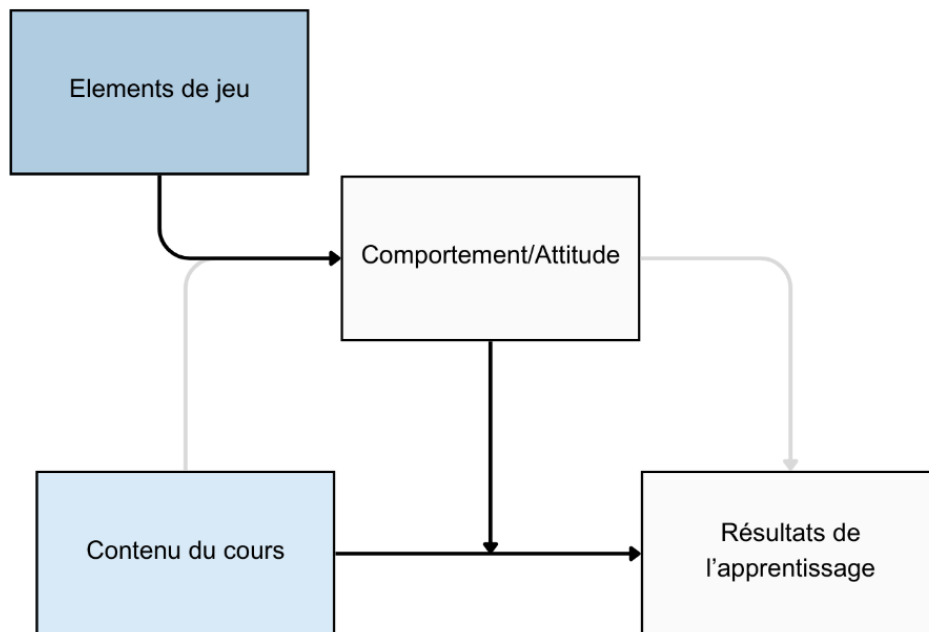 Elements de jeu
Comportement/Attitude
Contenu du cours
Résultats de
l’apprentissage